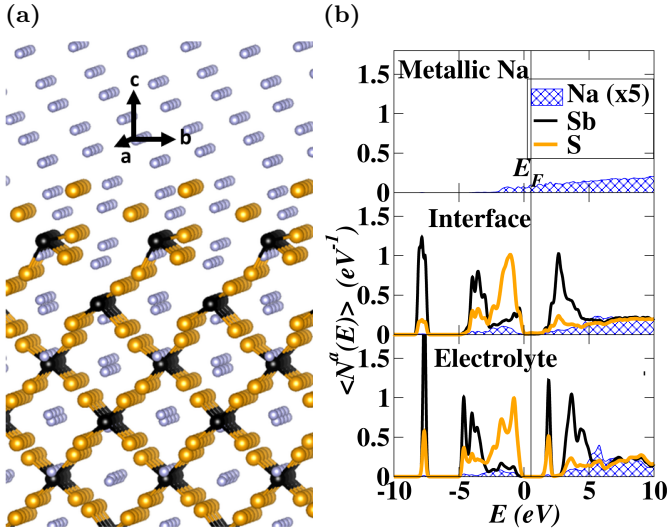 (a)
(b)
c
b
a
Metallic Na
Na (x5)
Sb
S
E_F
Interface
Electrolyte
<N^a(E)> (eV^-1)
1.5
1
0.5
0
1.5
1
0.5
0
1.5
1
0.5
0
-10 -5 0 5 10
E (eV)